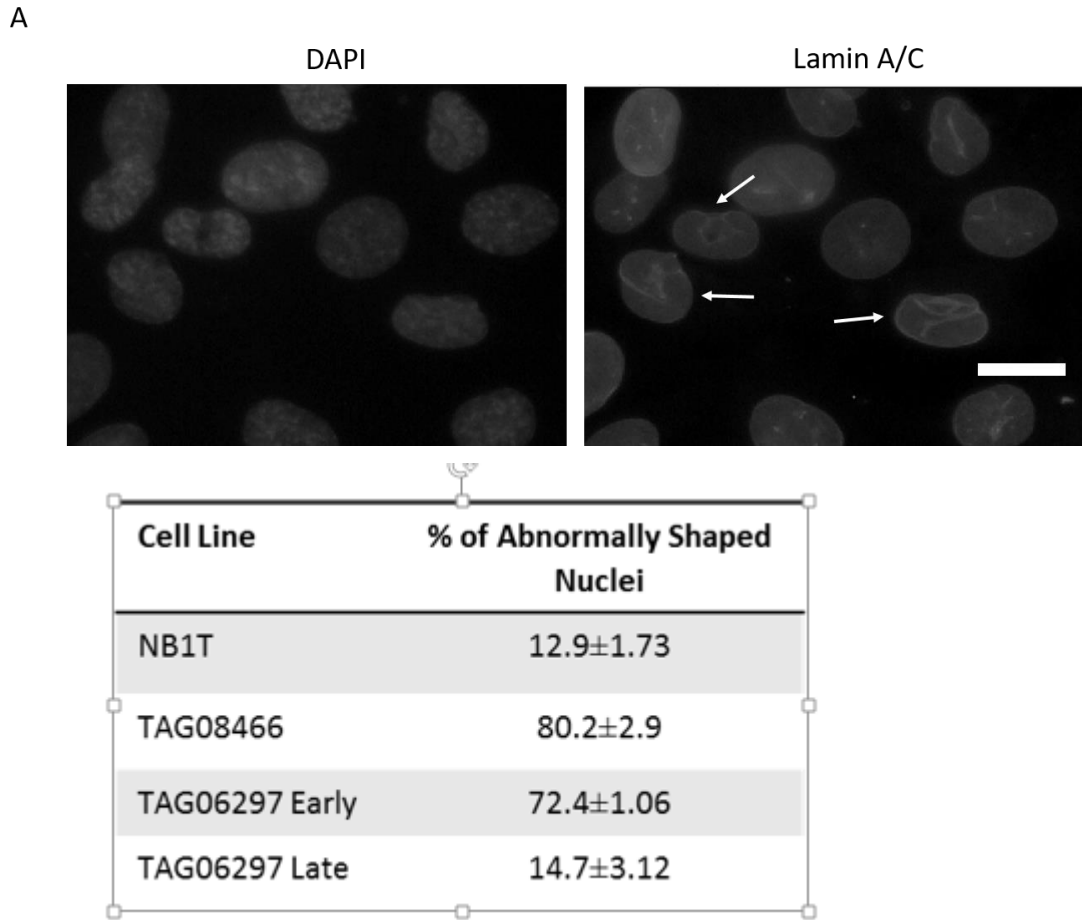 A
DAPI
Lamin A/C
Cell Line
% of Abnormally Shaped
Nuclei
NB1T
12.9±1.73
TAG08466
80.2±2.9
TAG06297 Early
72.4±1.06
TAG06297 Late
14.7±3.12